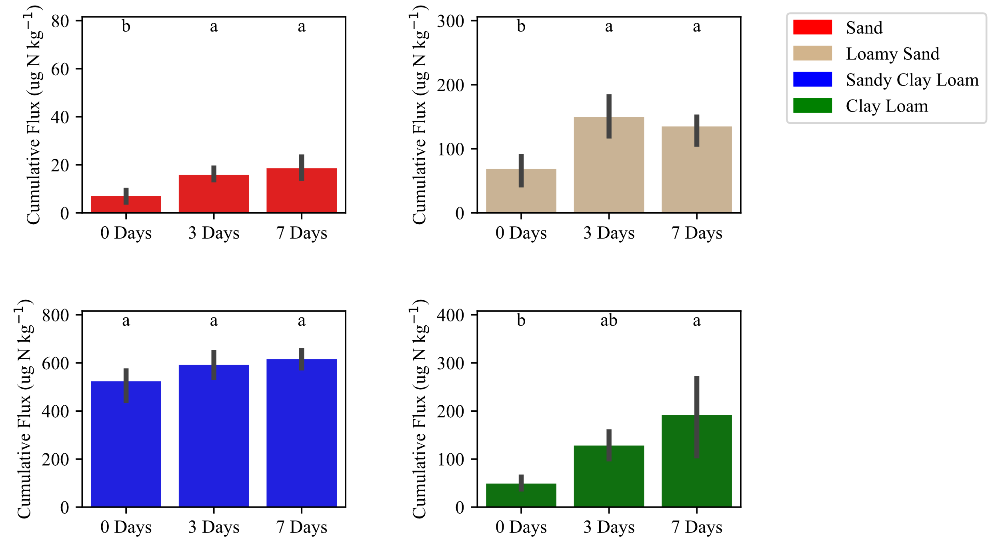 Cumulative Flux (ug N kg⁻¹)
80
60
40
20
0
b a a
0 Days 3 Days 7 Days
Cumulative Flux (ug N kg⁻¹)
300
200
100
0
b a a
0 Days 3 Days 7 Days
Sand
Loamy Sand
Sandy Clay Loam
Clay Loam
Cumulative Flux (ug N kg⁻¹)
800
600
400
200
0
a a a
0 Days 3 Days 7 Days
Cumulative Flux (ug N kg⁻¹)
400
300
200
100
0
b ab a
0 Days 3 Days 7 Days